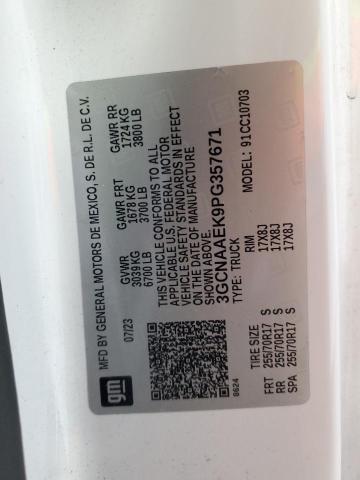 gm
MFD BY GENERAL MOTORS DE MEXICO, S. DE R.L. DE C.V.
07/23 GVWR GAWR FRT GAWR RR
3039 KG 1678 KG 1724 KG
6700 LB 3700 LB 3800 LB
THIS VEHICLE CONFORMS TO ALL
APPLICABLE U.S. FEDERAL MOTOR
VEHICLE SAFETY STANDARDS IN EFFECT
ON THE DATE OF MANUFACTURE
SHOWN ABOVE.
3GCNAAEK9PG357671
TYPE: TRUCK MODEL: 91CC10703
8624
TIRE SIZE RIM
FRT 255/70R17 S 17X8J
RR 255/70R17 S 17X8J
SPA 255/70R17 S 17X8J